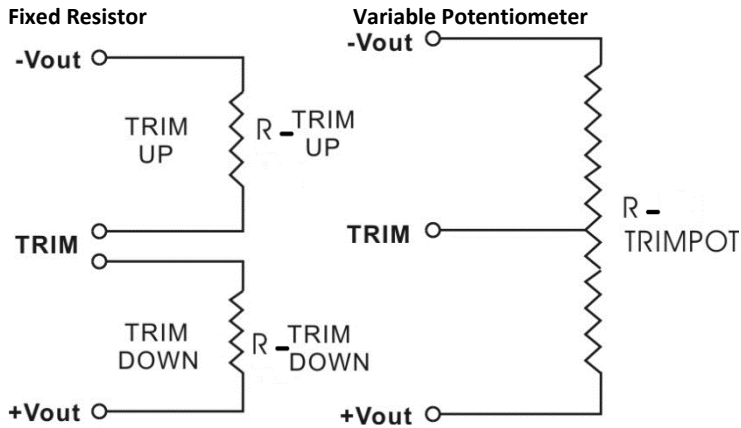 Fixed Resistor
-Vout
TRIM
UP
R - TRIM
UP
TRIM
TRIM
DOWN
R - TRIM
DOWN
+Vout
Variable Potentiometer
-Vout
TRIM
R -
TRIMPOT
+Vout